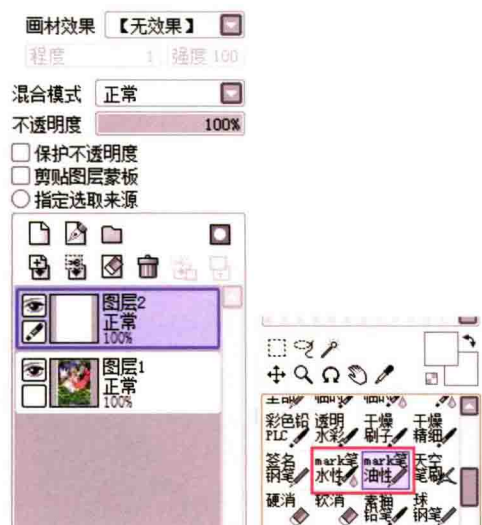 画材效果 【无效果】
程度 1 强度 100
混合模式 正常
不透明度 100%
保护不透明度
剪贴图层蒙板
指定选取来源
图层2
正常
100%
图层1
正常
100%
彩色铅 透明 干燥 干燥
PLC 水彩 刷子 精细
签名 mark笔 mark笔 天空
钢笔 水性 油性 笔刷
硬消 软消 素描 球
铅笔 钢笔